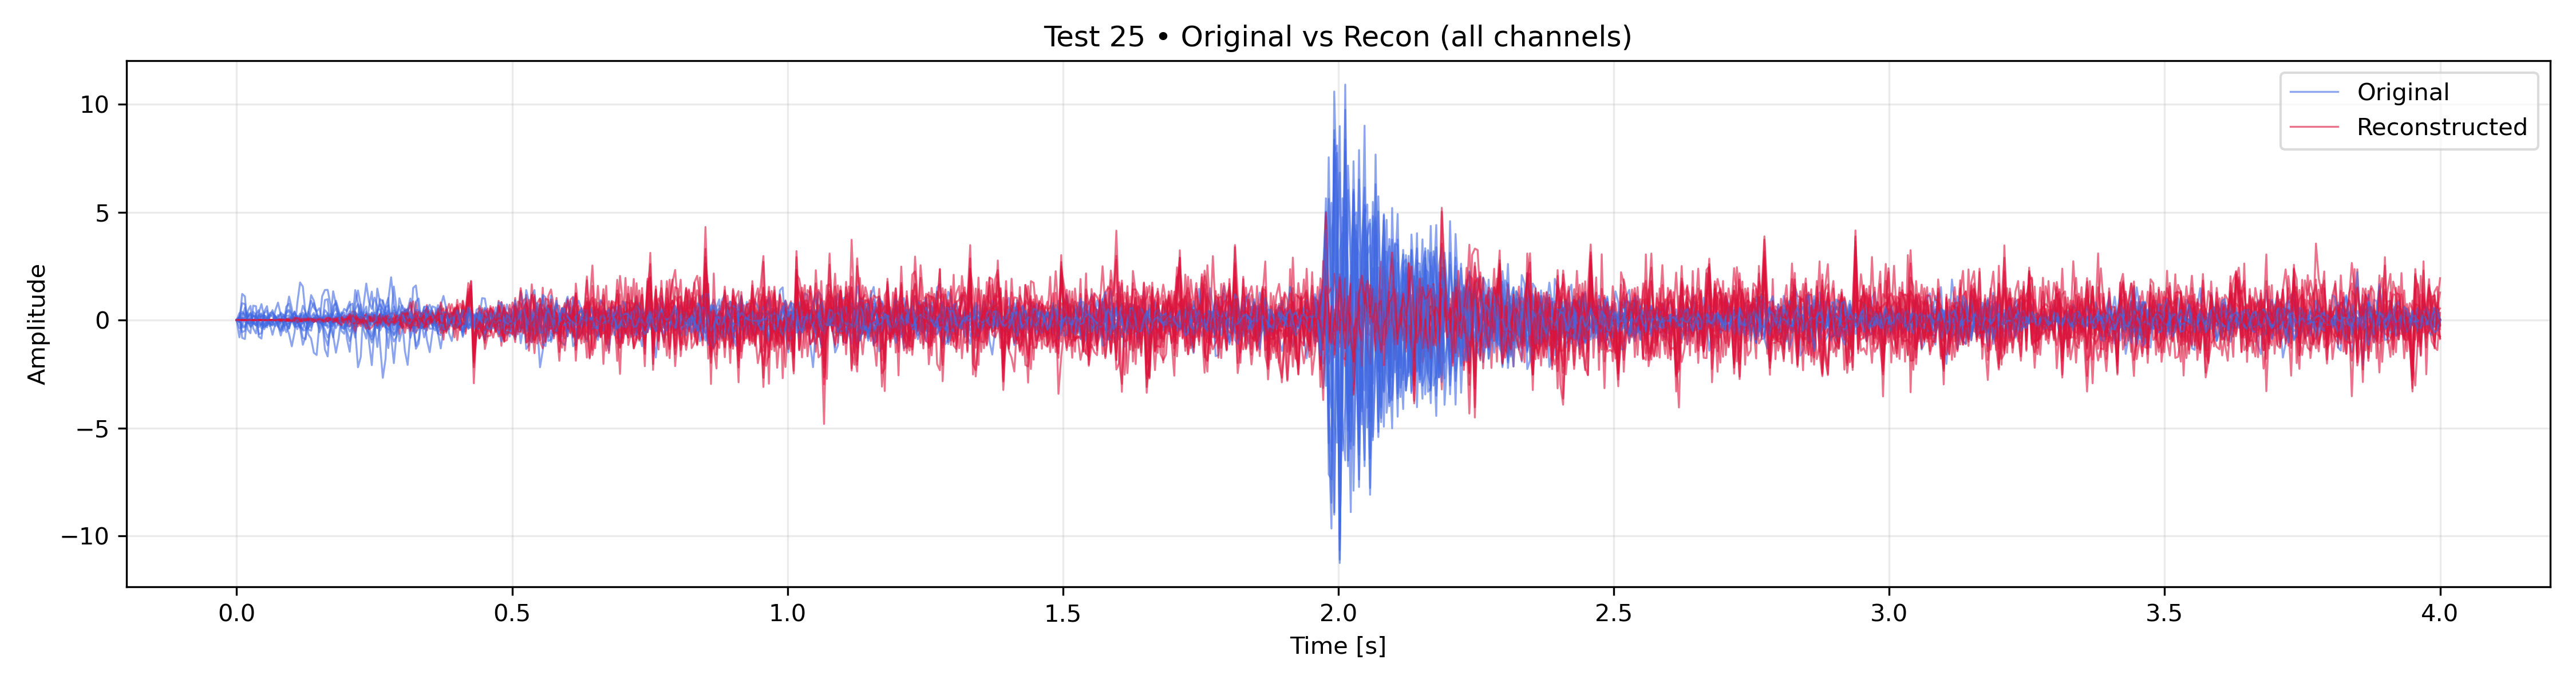 Test 25 • Original vs Recon (all channels)
Original
Reconstructed
Amplitude
10
5
0
−5
−10
0.0 0.5 1.0 1.5 2.0 2.5 3.0 3.5 4.0
Time [s]